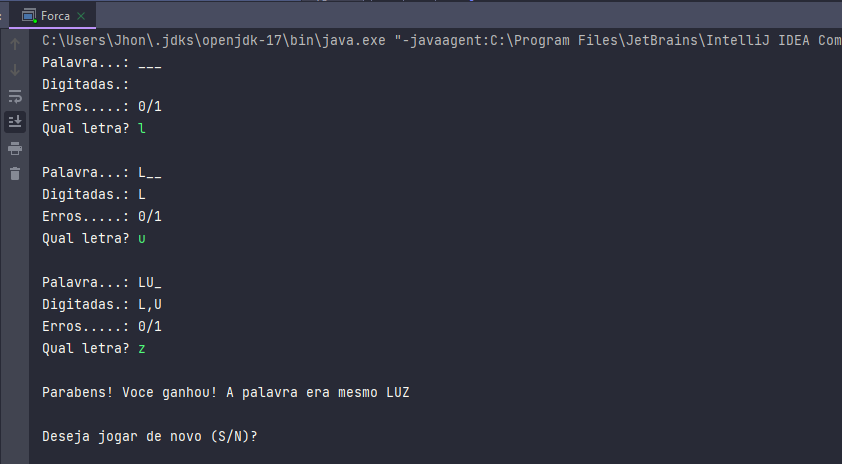 Forca
C:\Users\Jhon\.jdks\openjdk-17\bin\java.exe "-javaagent:C:\Program Files\JetBrains\IntelliJ IDEA Com
Palavra...: ___
Digitadas.:
Erros.....: 0/1
Qual letra? l
Palavra...: L__
Digitadas.: L
Erros.....: 0/1
Qual letra? u
Palavra...: LU_
Digitadas.: L,U
Erros.....: 0/1
Qual letra? z
Parabens! Voce ganhou! A palavra era mesmo LUZ
Deseja jogar de novo (S/N)?